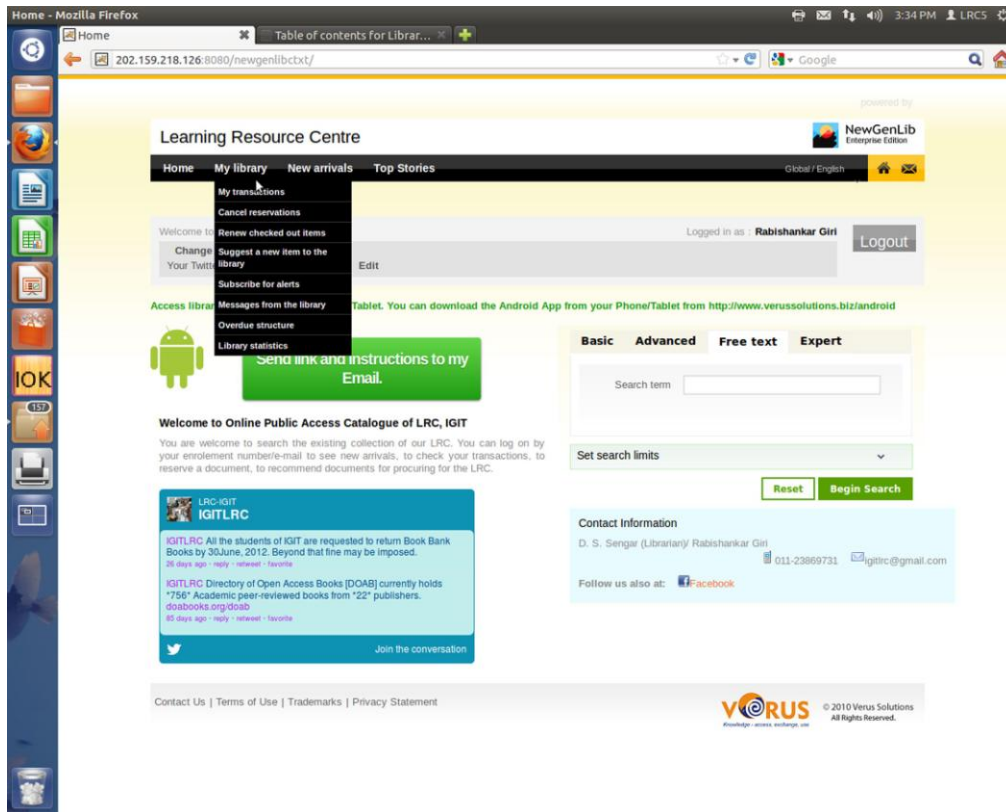 Home - Mozilla Firefox
3:34 PM LRC5
Home
Table of contents for Librar...
202.159.218.126:8080/newgenlibctxt/
Google
powered by
Learning Resource Centre
NewGenLib
Enterprise Edition
Home My library New arrivals Top Stories
Global / English
My transactions
Cancel reservations
Renew checked out items
Suggest a new item to the
library
Subscribe for alerts
Messages from the library
Overdue structure
Library statistics
Welcome to
Logged in as : Rabishankar Giri
Logout
Change
Your Twitte
Edit
Access librar
Tablet. You can download the Android App from your Phone/Tablet from http://www.verussolutions.biz/android
Send link and instructions to my
Email.
Basic Advanced Free text Expert
Search term
Set search limits
Reset Begin Search
Welcome to Online Public Access Catalogue of LRC, IGIT
You are welcome to search the existing collection of our LRC. You can log on by
your enrolement number/e-mail to see new arrivals, to check your transactions, to
reserve a document, to recommend documents for procuring for the LRC.
LRC-IGIT
IGITLRC
IGITLRC All the students of IGIT are requested to return Book Bank
Books by 30June, 2012. Beyond that fine may be imposed.
26 days ago · reply · retweet · favorite
IGITLRC Directory of Open Access Books [DOAB] currently holds
"756" Academic peer-reviewed books from "22" publishers.
doabooks.org/doab
85 days ago · reply · retweet · favorite
Join the conversation
Contact Information
D. S. Sengar (Librarian)/ Rabishankar Giri
011-23869731 igitlrc@gmail.com
Follow us also at: Facebook
Contact Us | Terms of Use | Trademarks | Privacy Statement
VERUS
Knowledge - access, exchange, use
© 2010 Verus Solutions
All Rights Reserved.
IOK
157